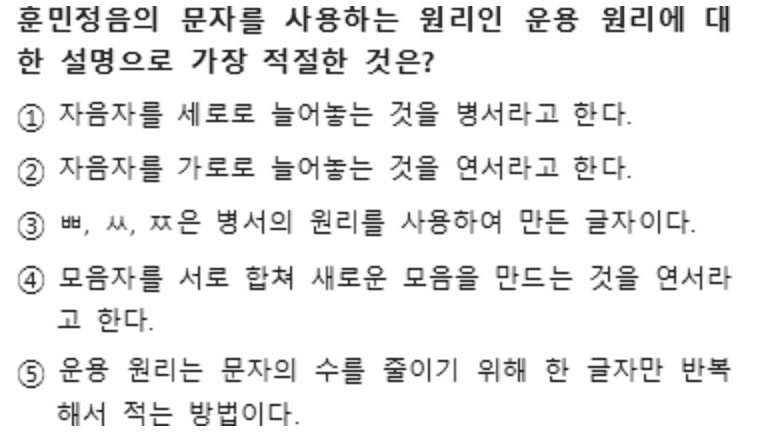 훈민정음의 문자를 사용하는 원리인 운용 원리에 대
한 설명으로 가장 적절한 것은?
① 자음자를 세로로 늘어놓는 것을 병서라고 한다.
② 자음자를 가로로 늘어놓는 것을 연서라고 한다.
③ ㅃ, ㅆ, ㅉ은 병서의 원리를 사용하여 만든 글자이다.
④ 모음자를 서로 합쳐 새로운 모음을 만드는 것을 연서라
고 한다.
⑤ 운용 원리는 문자의 수를 줄이기 위해 한 글자만 반복
해서 적는 방법이다.